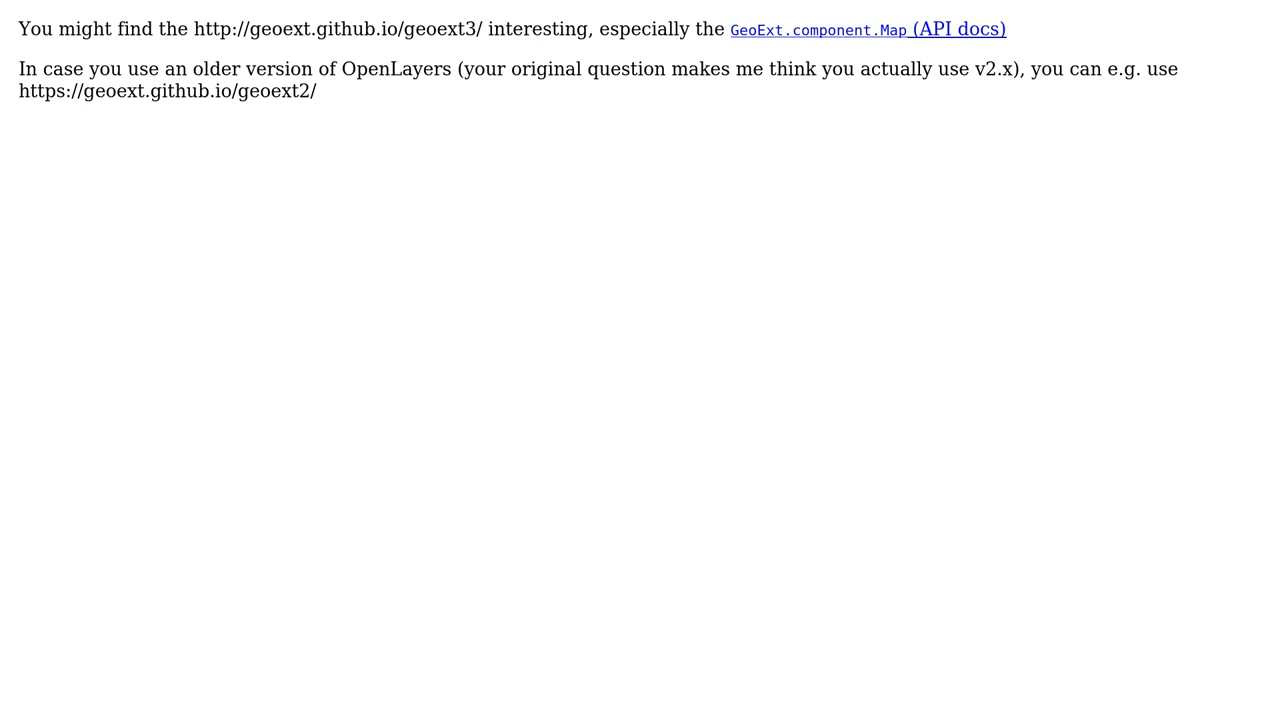 You might find the http://geoext.github.io/geoext3/ interesting, especially the GeoExt.component.Map (API docs)
In case you use an older version of OpenLayers (your original question makes me think you actually use v2.x), you can e.g. use
https://geoext.github.io/geoext2/